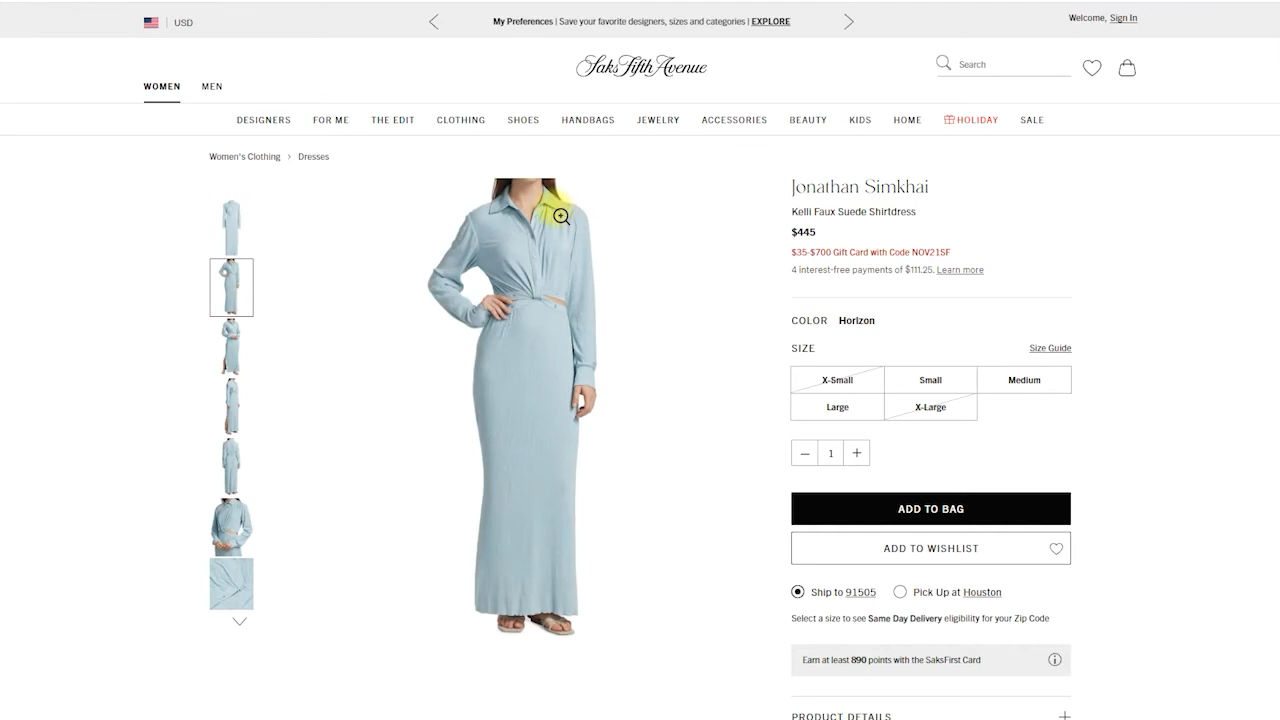 USD
My Preferences | Save your favorite designers, sizes and categories | EXPLORE
Welcome, Sign In
Saks Fifth Avenue
Search
WOMEN MEN
DESIGNERS FOR ME THE EDIT CLOTHING SHOES HANDBAGS JEWELRY ACCESSORIES BEAUTY KIDS HOME HOLIDAY SALE
Women's Clothing > Dresses
Jonathan Simkhai
Kelli Faux Suede Shirtdress
$445
$35-$700 Gift Card with Code NOV21SF
4 interest-free payments of $111.25. Learn more
COLOR Horizon
SIZE Size Guide
X-Small Small Medium
Large X-Large
— 1 +
ADD TO BAG
ADD TO WISHLIST
Ship to 91505 Pick Up at Houston
Select a size to see Same Day Delivery eligibility for your Zip Code
Earn at least 890 points with the SaksFirst Card
PRODUCT DETAILS +